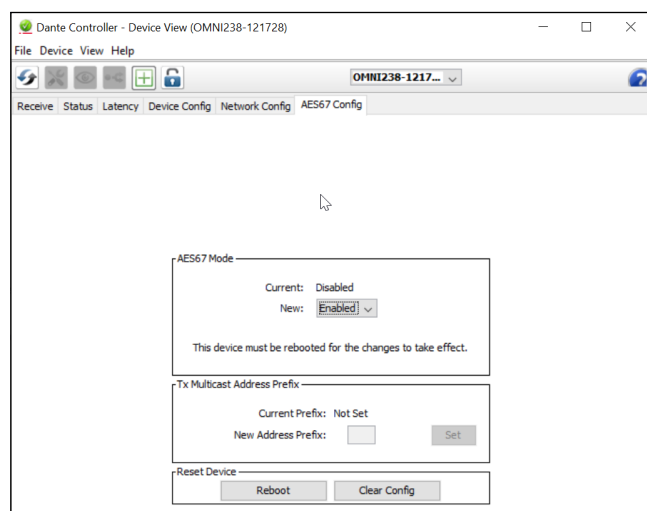 Dante Controller - Device View (OMNI238-121728)
File Device View Help
OMNI238-1217...
Receive Status Latency Device Config Network Config AES67 Config
AES67 Mode
Current: Disabled
New: Enabled
This device must be rebooted for the changes to take effect.
Tx Multicast Address Prefix
Current Prefix: Not Set
New Address Prefix: Set
Reset Device
Reboot Clear Config